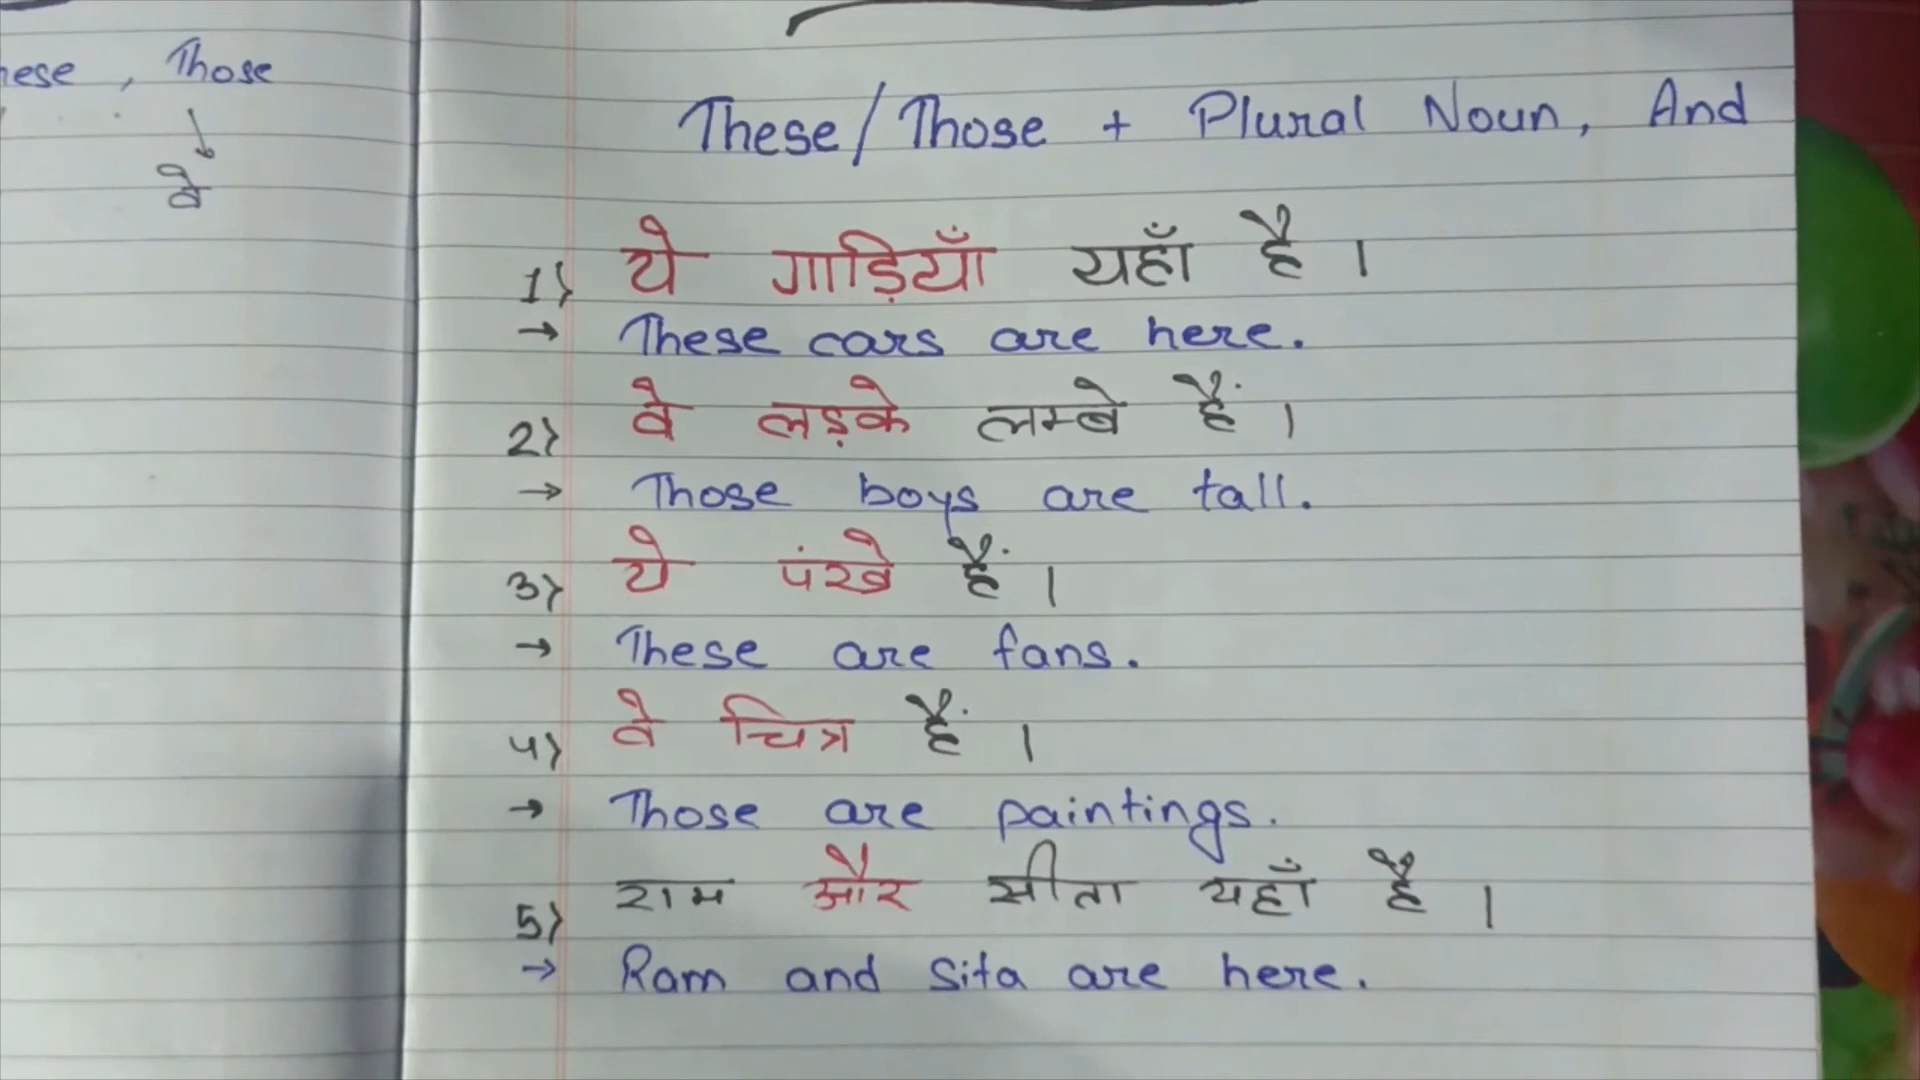 Those
वे
These/Those + Plural Noun, And
1) ये गाड़ियाँ यहाँ है ।
→ These cars are here.
2) वे लड़के लम्बे हैं ।
→ Those boys are tall.
3) ये पंखे हैं ।
→ These are fans.
4) वे चित्र हैं ।
→ Those are paintings.
5) राम और सीता यहाँ है ।
→ Ram and Sita are here.